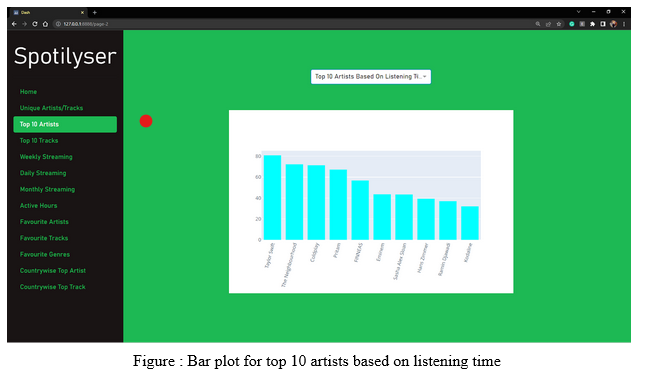 Dash
127.0.0.1:8888/page-2
Spotilyser
Home
Unique Artists/Tracks
Top 10 Artists
Top 10 Tracks
Weekly Streaming
Daily Streaming
Monthly Streaming
Active Hours
Favourite Artists
Favourite Tracks
Favourite Genres
Countrywise Top Artist
Countrywise Top Track
Top 10 Artists Based On Listening Ti...
80
60
40
20
0
Taylor Swift
The Neighbourhood
Coldplay
Pritam
FINNEAS
Eminem
Sasha Alex Sloan
Hans Zimmer
Ramin Djawadi
Kodaline
Figure : Bar plot for top 10 artists based on listening time